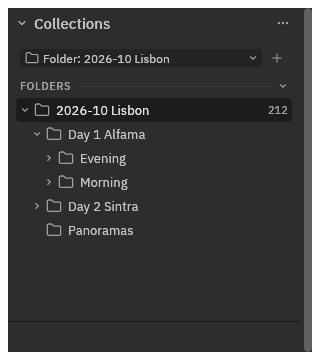 Collections
Folder: 2026-10 Lisbon
FOLDERS
2026-10 Lisbon 212
Day 1 Alfama
Evening
Morning
Day 2 Sintra
Panoramas